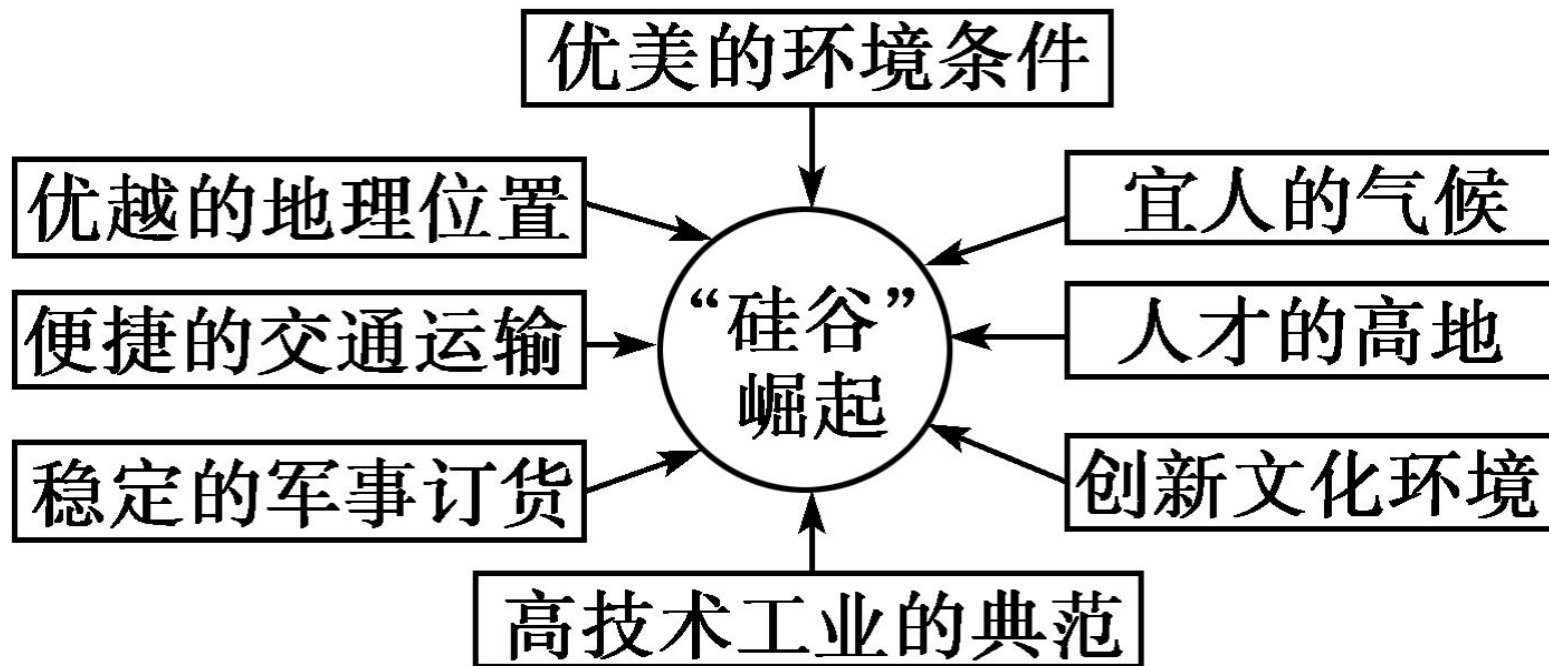 优美的环境条件
优越的地理位置
宜人的气候
便捷的交通运输
“硅谷”
崛起
人才的高地
稳定的军事订货
创新文化环境
高技术工业的典范